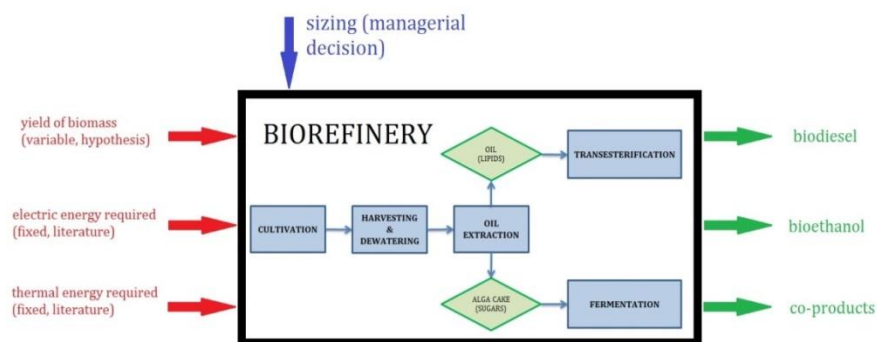 sizing (managerial
decision)
yield of biomass
(variable, hypothesis)
electric energy required
(fixed, literature)
thermal energy required
(fixed, literature)
BIOREFINERY
CULTIVATION
HARVESTING
&
DEWATERING
OIL
EXTRACTION
OIL
(LIPIDS)
TRANSESTERIFICATION
ALGA CAKE
(SUGARS)
FERMENTATION
biodiesel
bioethanol
co-products